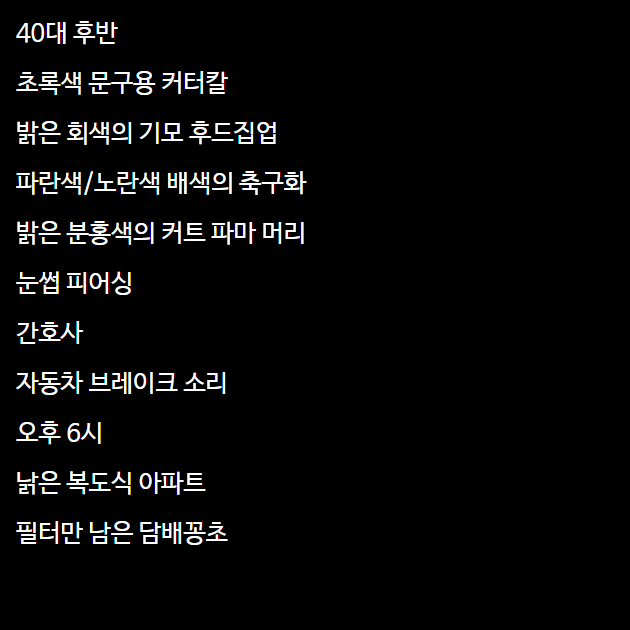 40대 후반
초록색 문구용 커터칼
밝은 회색의 기모 후드집업
파란색/노란색 배색의 축구화
밝은 분홍색의 커트 파마 머리
눈썹 피어싱
간호사
자동차 브레이크 소리
오후 6시
낡은 복도식 아파트
필터만 남은 담배꽁초